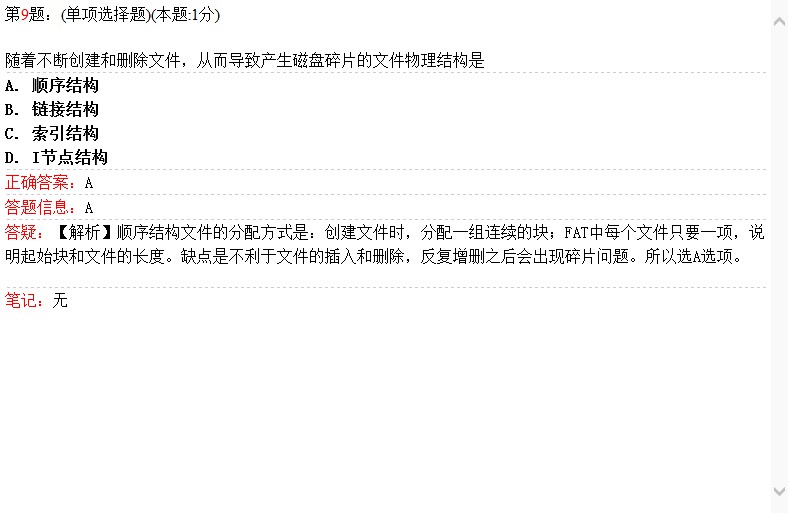 第9题：(单项选择题)(本题:1分)
随着不断创建和删除文件，从而导致产生磁盘碎片的文件物理结构是
A. 顺序结构
B. 链接结构
C. 索引结构
D. I节点结构
正确答案：A
答题信息：A
答疑：【解析】顺序结构文件的分配方式是：创建文件时，分配一组连续的块；FAT中每个文件只要一项，说
明起始块和文件的长度。缺点是不利于文件的插入和删除，反复增删之后会出现碎片问题。所以选A选项。
笔记：无